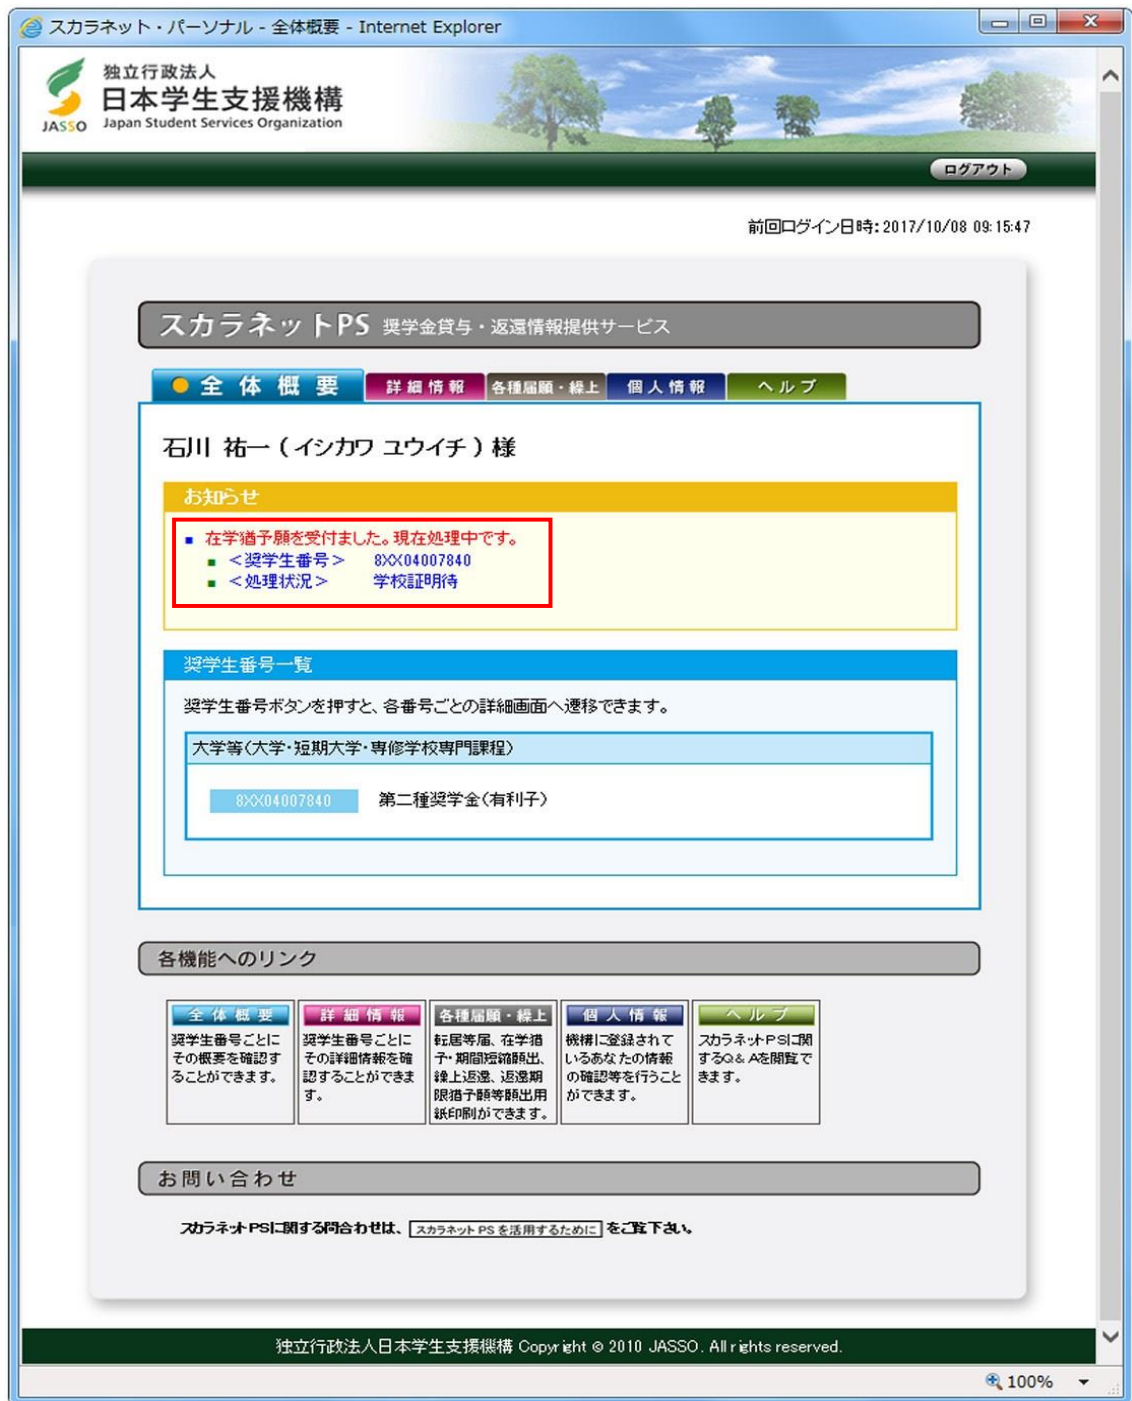 スカラネット・パーソナル - 全体概要 - Internet Explorer
独立行政法人
日本学生支援機構
JASSO Japan Student Services Organization
ログアウト
前回ログイン日時:2017/10/08 09:15:47
スカラネットPS 奨学金貸与・返還情報提供サービス
全体概要 詳細情報 各種届願・繰上 個人情報 ヘルプ
石川 祐一(イシカワ ユウイチ)様
お知らせ
在学猶予願を受付ました。現在処理中です。
<奨学生番号> 8XX04007840
<処理状況> 学校証明待
奨学生番号一覧
奨学生番号ボタンを押すと、各番号ごとの詳細画面へ遷移できます。
大学等(大学・短期大学・専修学校専門課程)
8XX04007840 第二種奨学金(有利子)
各機能へのリンク
全体概要
奨学生番号ごとに
その概要を確認す
ることができます。
詳細情報
奨学生番号ごとに
その詳細情報を確
認することができま
す。
各種届願・繰上
転居等届、在学猶
予・期間短縮願出、
繰上返還、返還期
限猶予願等願出用
紙印刷ができます。
個人情報
機構に登録されて
いるあなたの情報
の確認等を行うこと
ができます。
ヘルプ
スカラネットPSに関
するQ&Aを閲覧で
きます。
お問い合わせ
スカラネットPSに関する問合わせは、スカラネットPSを活用するためにをご覧下さい。
独立行政法人日本学生支援機構 Copyright © 2010 JASSO. All rights reserved.
100%